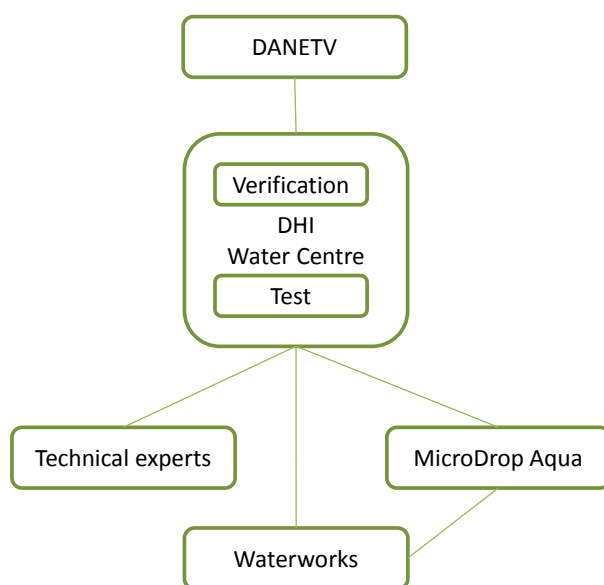 DANETV
Verification
DHI
Water Centre
Test
Technical experts
MicroDrop Aqua
Waterworks